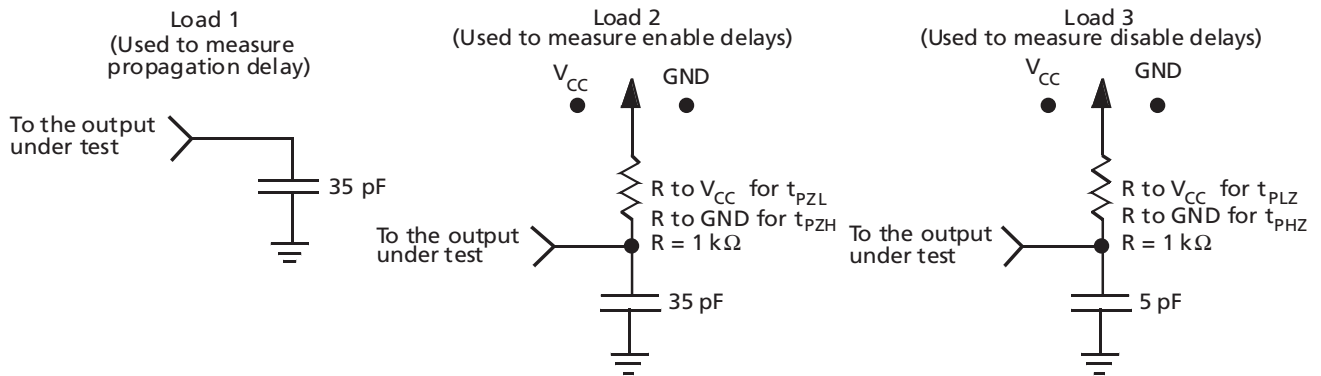 Load 1
(Used to measure
propagation delay)
To the output
under test
35 pF
Load 2
(Used to measure enable delays)
VCC
GND
R to VCC for tPZL
R to GND for tPZH
R = 1 kΩ
To the output
under test
35 pF
Load 3
(Used to measure disable delays)
VCC
GND
R to VCC for tPLZ
R to GND for tPHZ
R = 1 kΩ
To the output
under test
5 pF